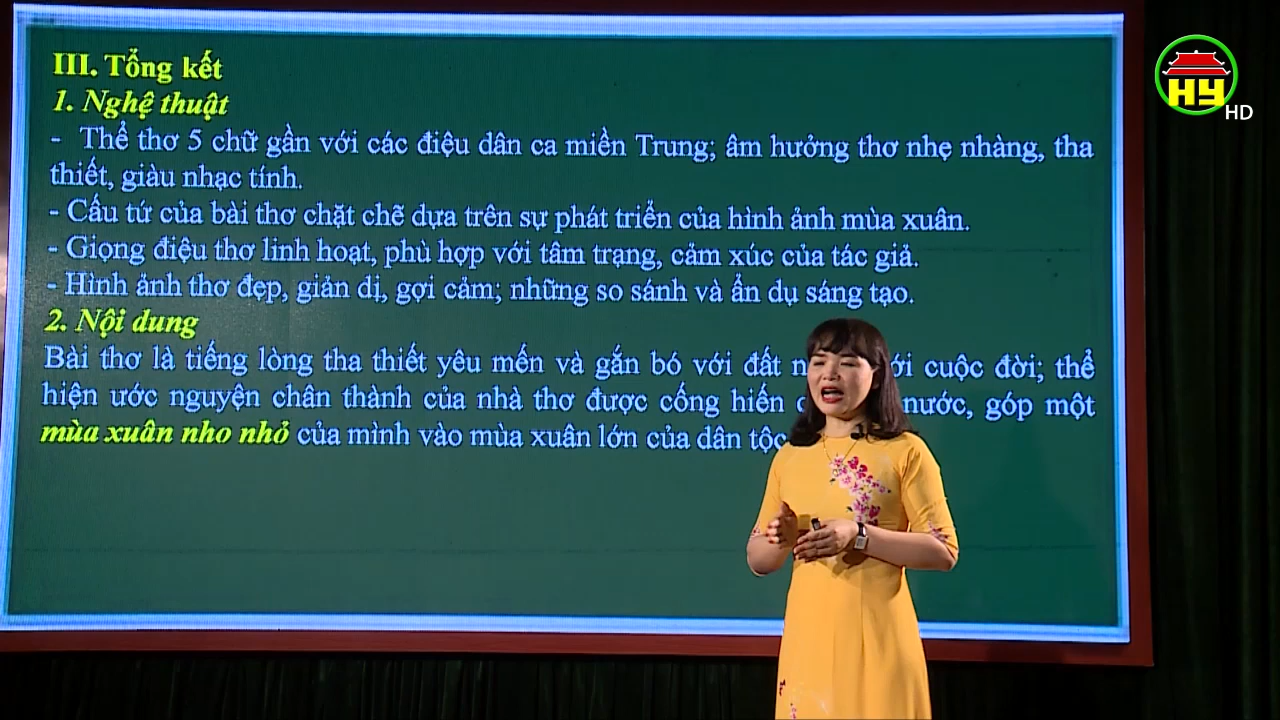 III. Tổng kết
1. Nghệ thuật
- Thể thơ 5 chữ gần với các điệu dân ca miền Trung; âm hưởng thơ nhẹ nhàng, tha
thiết, giàu nhạc tính.
- Cấu tứ của bài thơ chặt chẽ dựa trên sự phát triển của hình ảnh mùa xuân.
- Giọng điệu thơ linh hoạt, phù hợp với tâm trạng, cảm xúc của tác giả.
- Hình ảnh thơ đẹp, giản dị, gợi cảm; những so sánh và ẩn dụ sáng tạo.
2. Nội dung
Bài thơ là tiếng lòng tha thiết yêu mến và gắn bó với đất cuộc đời; thể
hiện ước nguyện chân thành của nhà thơ được cống hiến nước, góp một
mùa xuân nho nhỏ của mình vào mùa xuân lớn của dân tộc
HY
HD